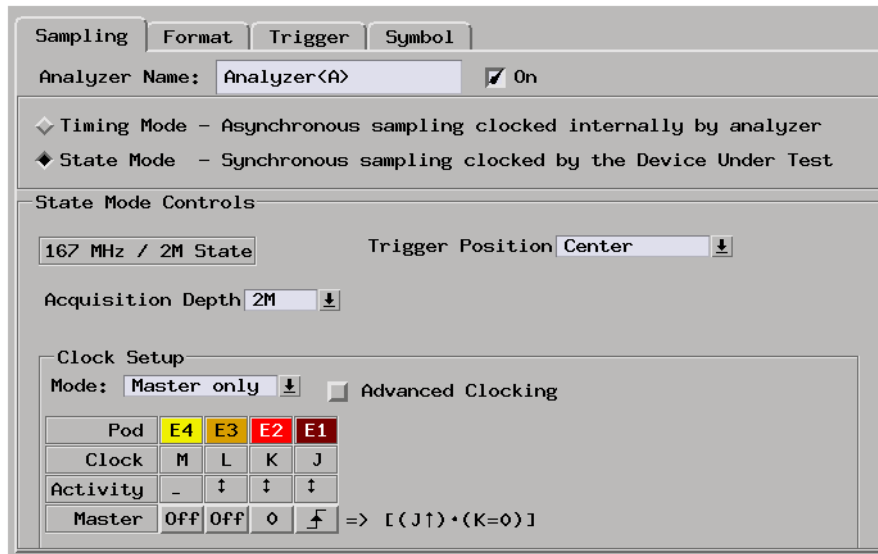 Sampling Format Trigger Symbol
Analyzer Name: Analyzer<A> On
Timing Mode - Asynchronous sampling clocked internally by analyzer
State Mode - Synchronous sampling clocked by the Device Under Test
State Mode Controls
167 MHz / 2M State Trigger Position Center
Acquisition Depth 2M
Clock Setup
Mode: Master only Advanced Clocking
Pod E4 E3 E2 E1
Clock M L K J
Activity - ↕ ↕ ↕
Master Off Off 0 => [(J↑)·(K=0)]